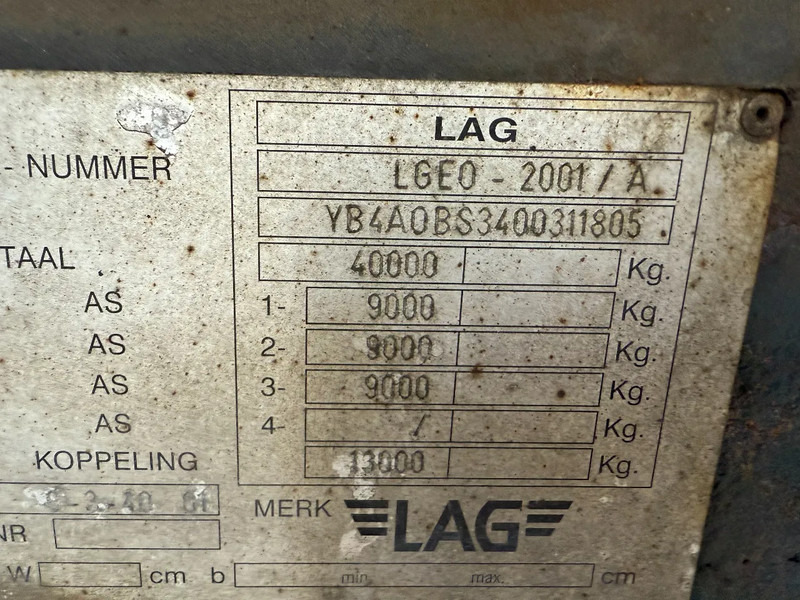 LAG
- NUMMER LGEO - 2001 / A
YB4AOBS3400311805
TAAL 40000 Kg.
AS 1- 9000 Kg.
AS 2- 9000 Kg.
AS 3- 9000 Kg.
AS 4- / Kg.
KOPPELING 13000 Kg.
MERK LAG
NR
W cm b min. max. cm